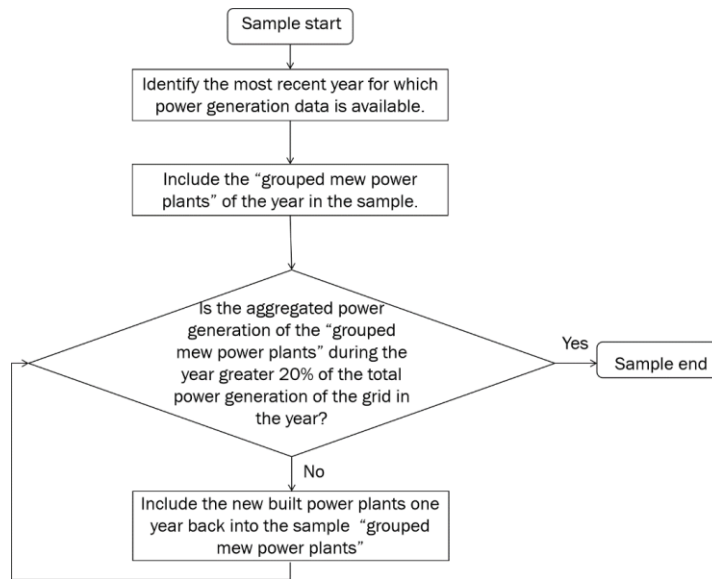 Sample start
Identify the most recent year for which
power generation data is available.
Include the “grouped mew power
plants” of the year in the sample.
Is the aggregated power
generation of the “grouped
mew power plants” during the
year greater 20% of the total
power generation of the grid in
the year?
Yes
Sample end
No
Include the new built power plants one
year back into the sample “grouped
mew power plants”